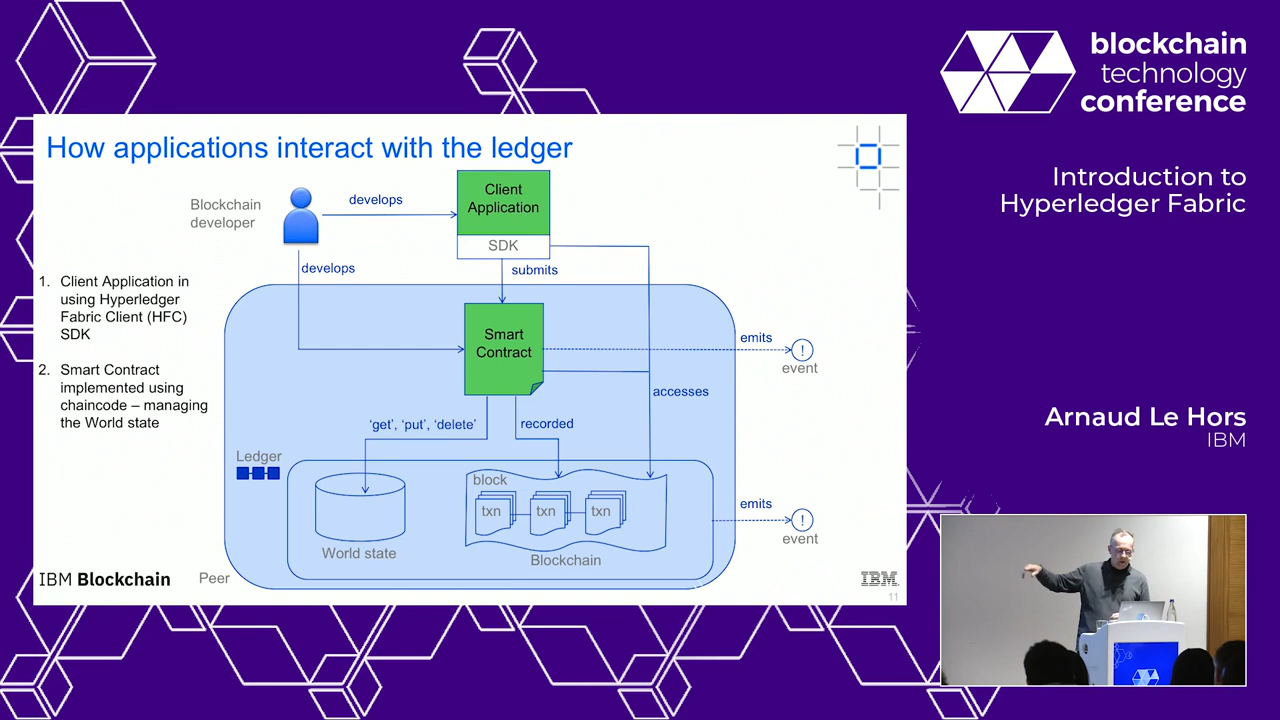 blockchain
technology
conference
Introduction to
Hyperledger Fabric
Arnaud Le Hors
IBM
How applications interact with the ledger
Blockchain
developer
develops
Client
Application
SDK
develops
submits
1. Client Application in
using Hyperledger
Fabric Client (HFC)
SDK
2. Smart Contract
implemented using
chaincode – managing
the World state
Smart
Contract
emits
!
event
accesses
'get', 'put', 'delete'
recorded
Ledger
block
txn
txn
txn
World state
Blockchain
emits
!
event
IBM Blockchain
Peer
IBM
11